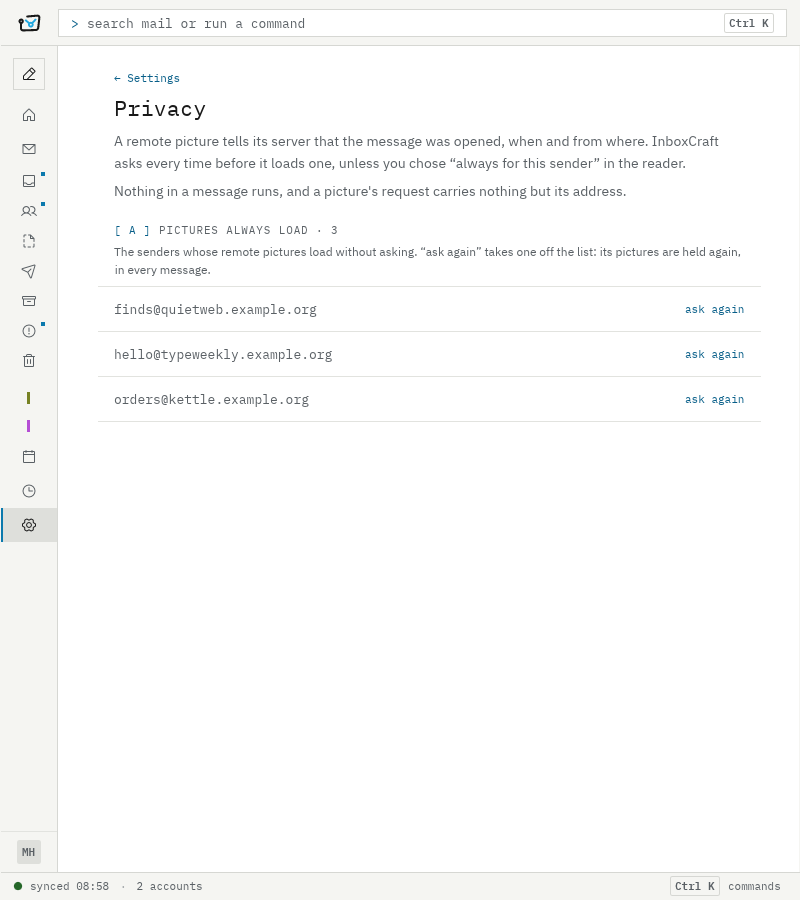 > search mail or run a command Ctrl K
← Settings
Privacy
A remote picture tells its server that the message was opened, when and from where. InboxCraft
asks every time before it loads one, unless you chose “always for this sender” in the reader.
Nothing in a message runs, and a picture's request carries nothing but its address.
[ A ] PICTURES ALWAYS LOAD · 3
The senders whose remote pictures load without asking. “ask again” takes one off the list: its pictures are held again,
in every message.
finds@quietweb.example.org ask again
hello@typeweekly.example.org ask again
orders@kettle.example.org ask again
MH
synced 08:58 · 2 accounts Ctrl K commands